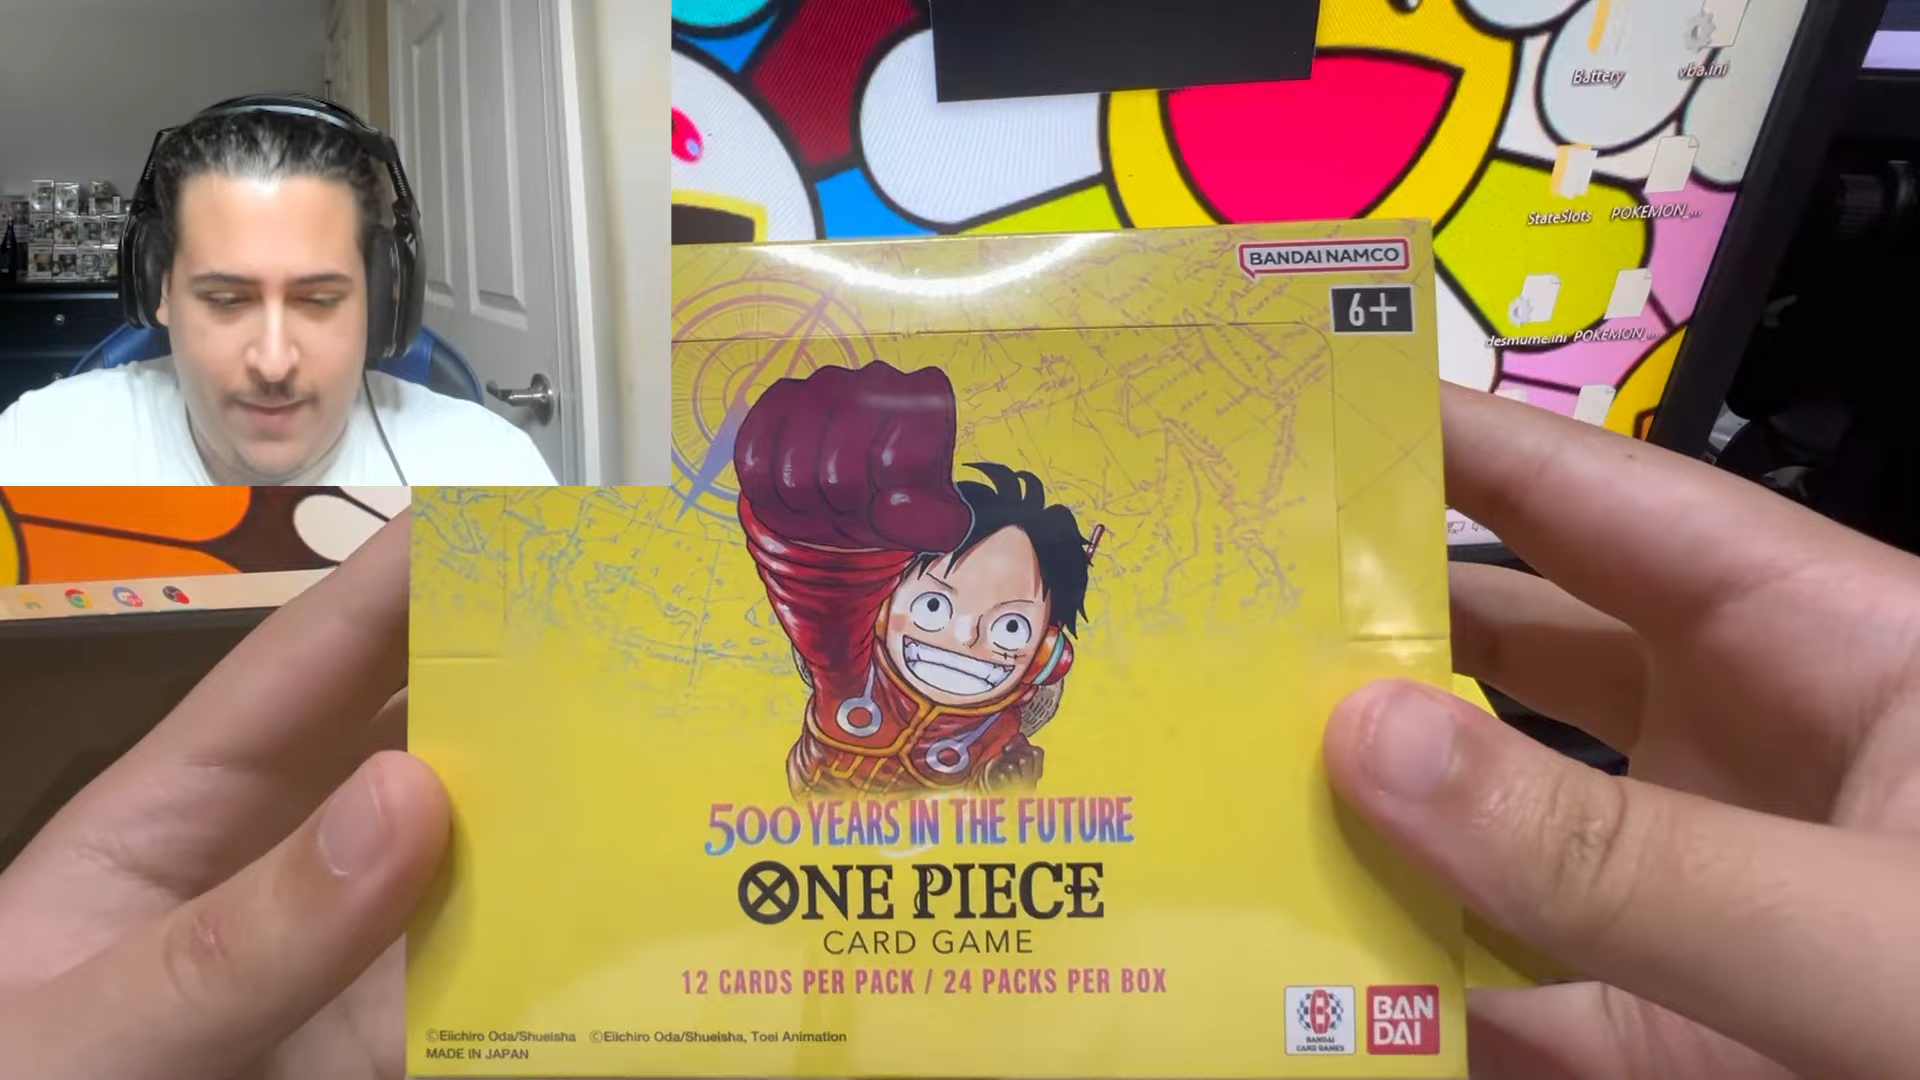 Battery
vba.ini
StateSlots
POKEMON_...
desmume.ini
POKEMON_...
BANDAI NAMCO
6+
500 YEARS IN THE FUTURE
ONE PIECE
CARD GAME
12 CARDS PER PACK / 24 PACKS PER BOX
©Eiichiro Oda/Shueisha ©Eiichiro Oda/Shueisha, Toei Animation
MADE IN JAPAN
BANDAI
CARD GAMES
BAN
DAI